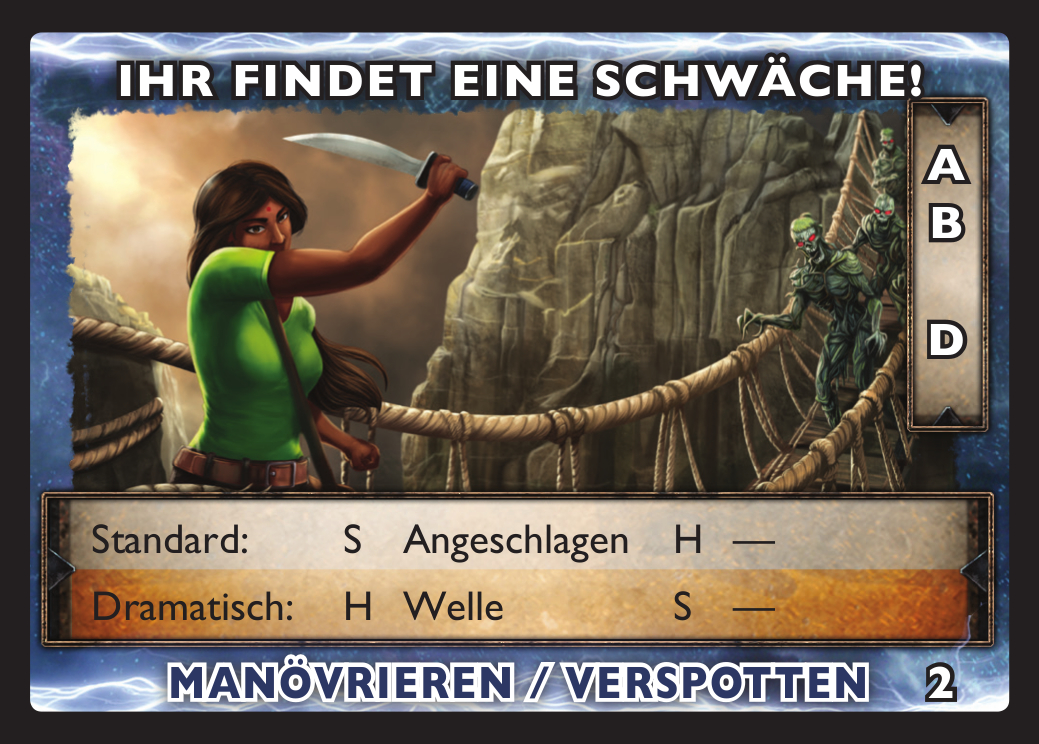 IHR FINDET EINE SCHWÄCHE!
A
B
D
Standard: S Angeschlagen H —
Dramatisch: H Welle S —
MANÖVRIEREN / VERSPOTTEN 2